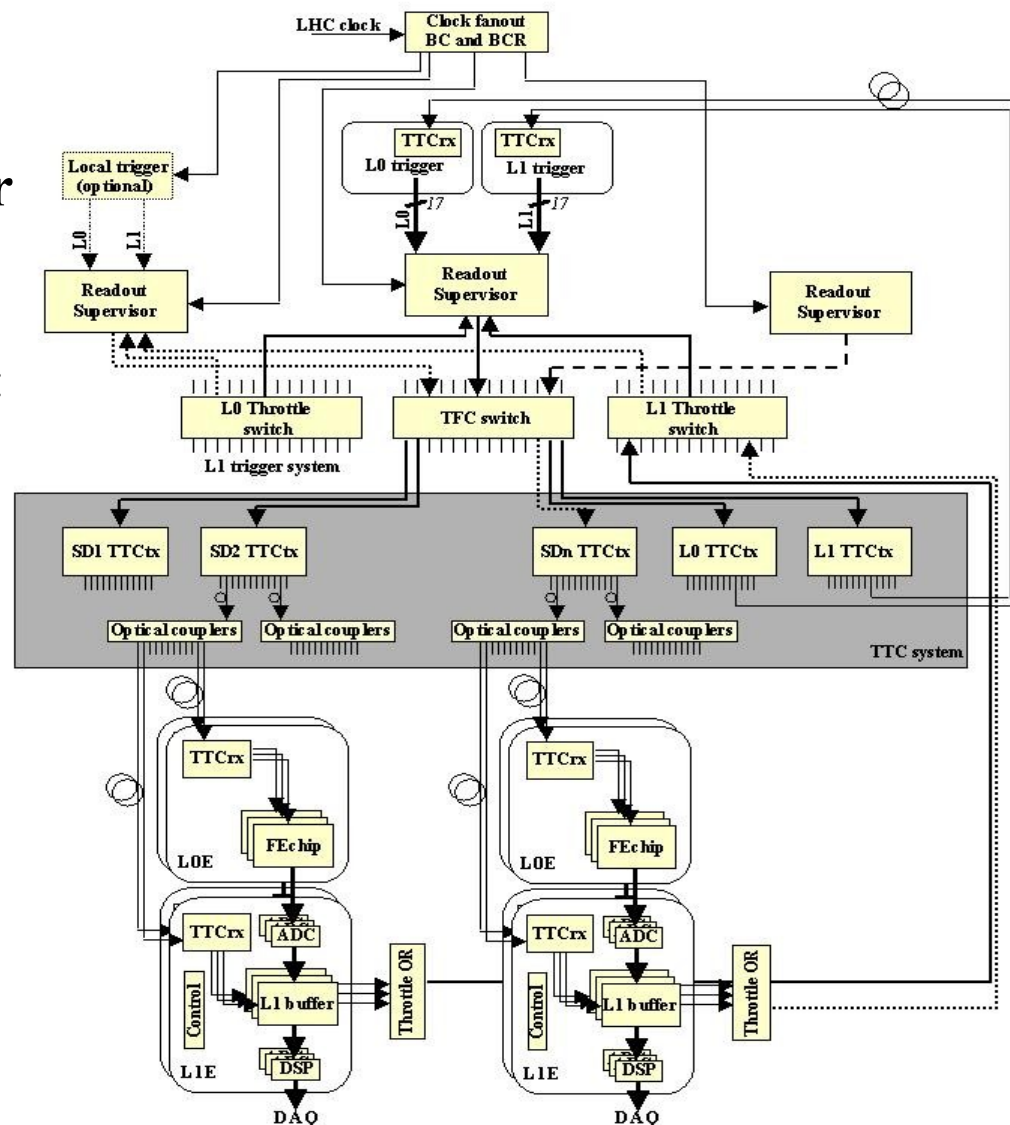 LHC clock
Clock fanout
BC and BCR
TTCrx
L0 trigger
TTCrx
L1 trigger
Local trigger
(optional)
r
L0
L1
L0
17
L1
17
Readout
Supervisor
Readout
Supervisor
Readout
Supervisor
L0 Throttle
switch
TFC switch
L1 Throttle
switch
L1 trigger system
SD1 TTCtx
SD2 TTCtx
SDn TTCtx
L0 TTCtx
L1 TTCtx
Optical couplers
Optical couplers
Optical couplers
Optical couplers
TTC system
TTCrx
FEchip
L0E
TTCrx
FEchip
L0E
TTCrx
ADC
Control
L1 buffer
Throttle OR
DSP
L1E
DAQ
TTCrx
ADC
Control
L1 buffer
Throttle OR
DSP
L1E
DAQ